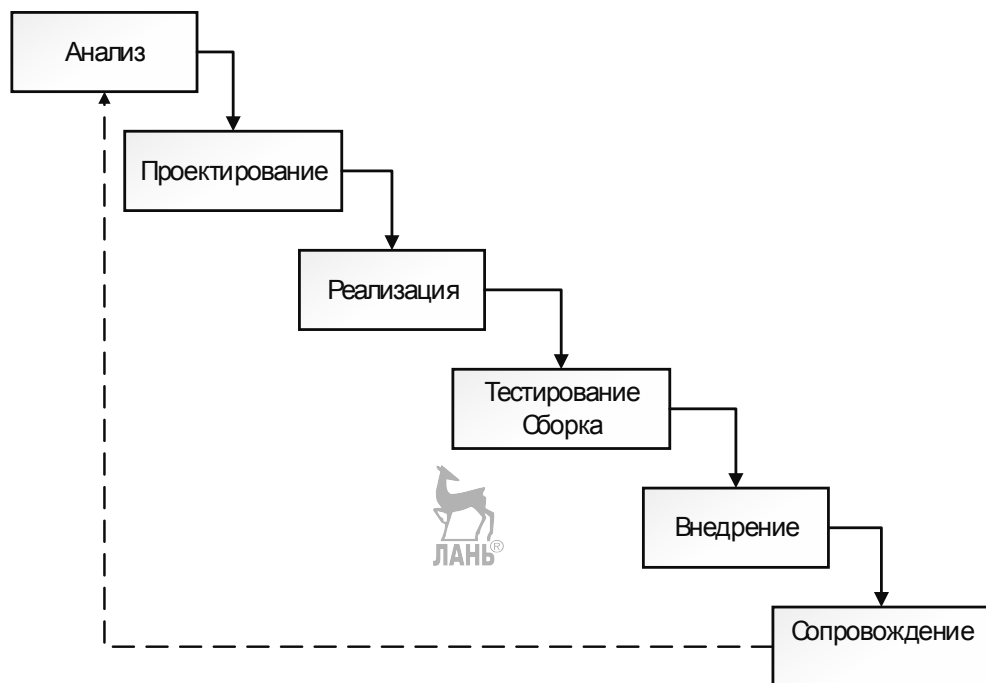 Анализ
Проектирование
Реализация
Тестирование
Сборка
ЛАНЬ®
Внедрение
Сопровождение